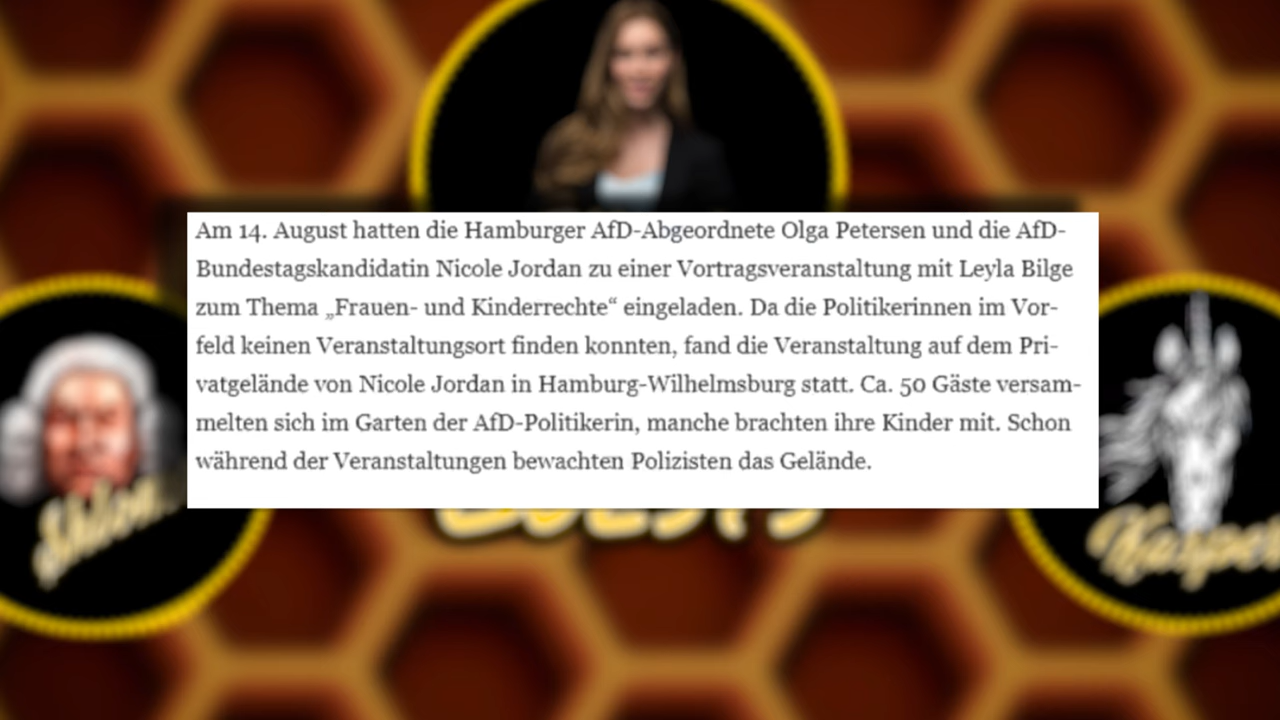 Am 14. August hatten die Hamburger AfD-Abgeordnete Olga Petersen und die AfD-
Bundestagskandidatin Nicole Jordan zu einer Vortragsveranstaltung mit Leyla Bilge
zum Thema „Frauen- und Kinderrechte“ eingeladen. Da die Politikerinnen im Vor-
feld keinen Veranstaltungsort finden konnten, fand die Veranstaltung auf dem Pri-
vatgelände von Nicole Jordan in Hamburg-Wilhelmsburg statt. Ca. 50 Gäste versam-
melten sich im Garten der AfD-Politikerin, manche brachten ihre Kinder mit. Schon
während der Veranstaltungen bewachten Polizisten das Gelände.